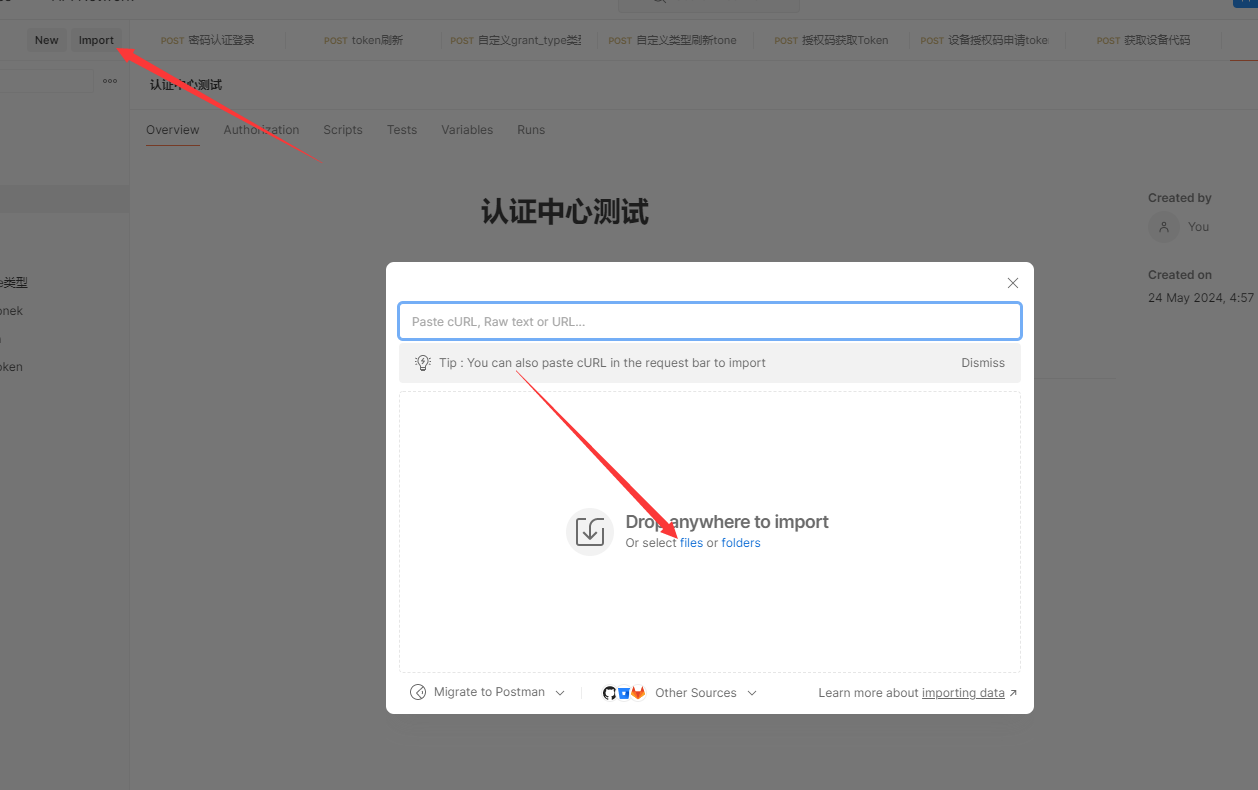 New Import POST 密码认证登录 POST token刷新 POST 自定义grant_type类型 POST 自定义类型刷新tone POST 授权码获取Token POST 设备授权码申请toke POST 获取设备代码
认证中心测试
Overview Authorization Scripts Tests Variables Runs
Created by
认证中心测试
You
Created on
24 May 2024, 4:57
类型
onek
oken
Paste cURL, Raw text or URL...
Tip : You can also paste cURL in the request bar to import Dismiss
Drop anywhere to import
Or select files or folders
Migrate to Postman Other Sources Learn more about importing data